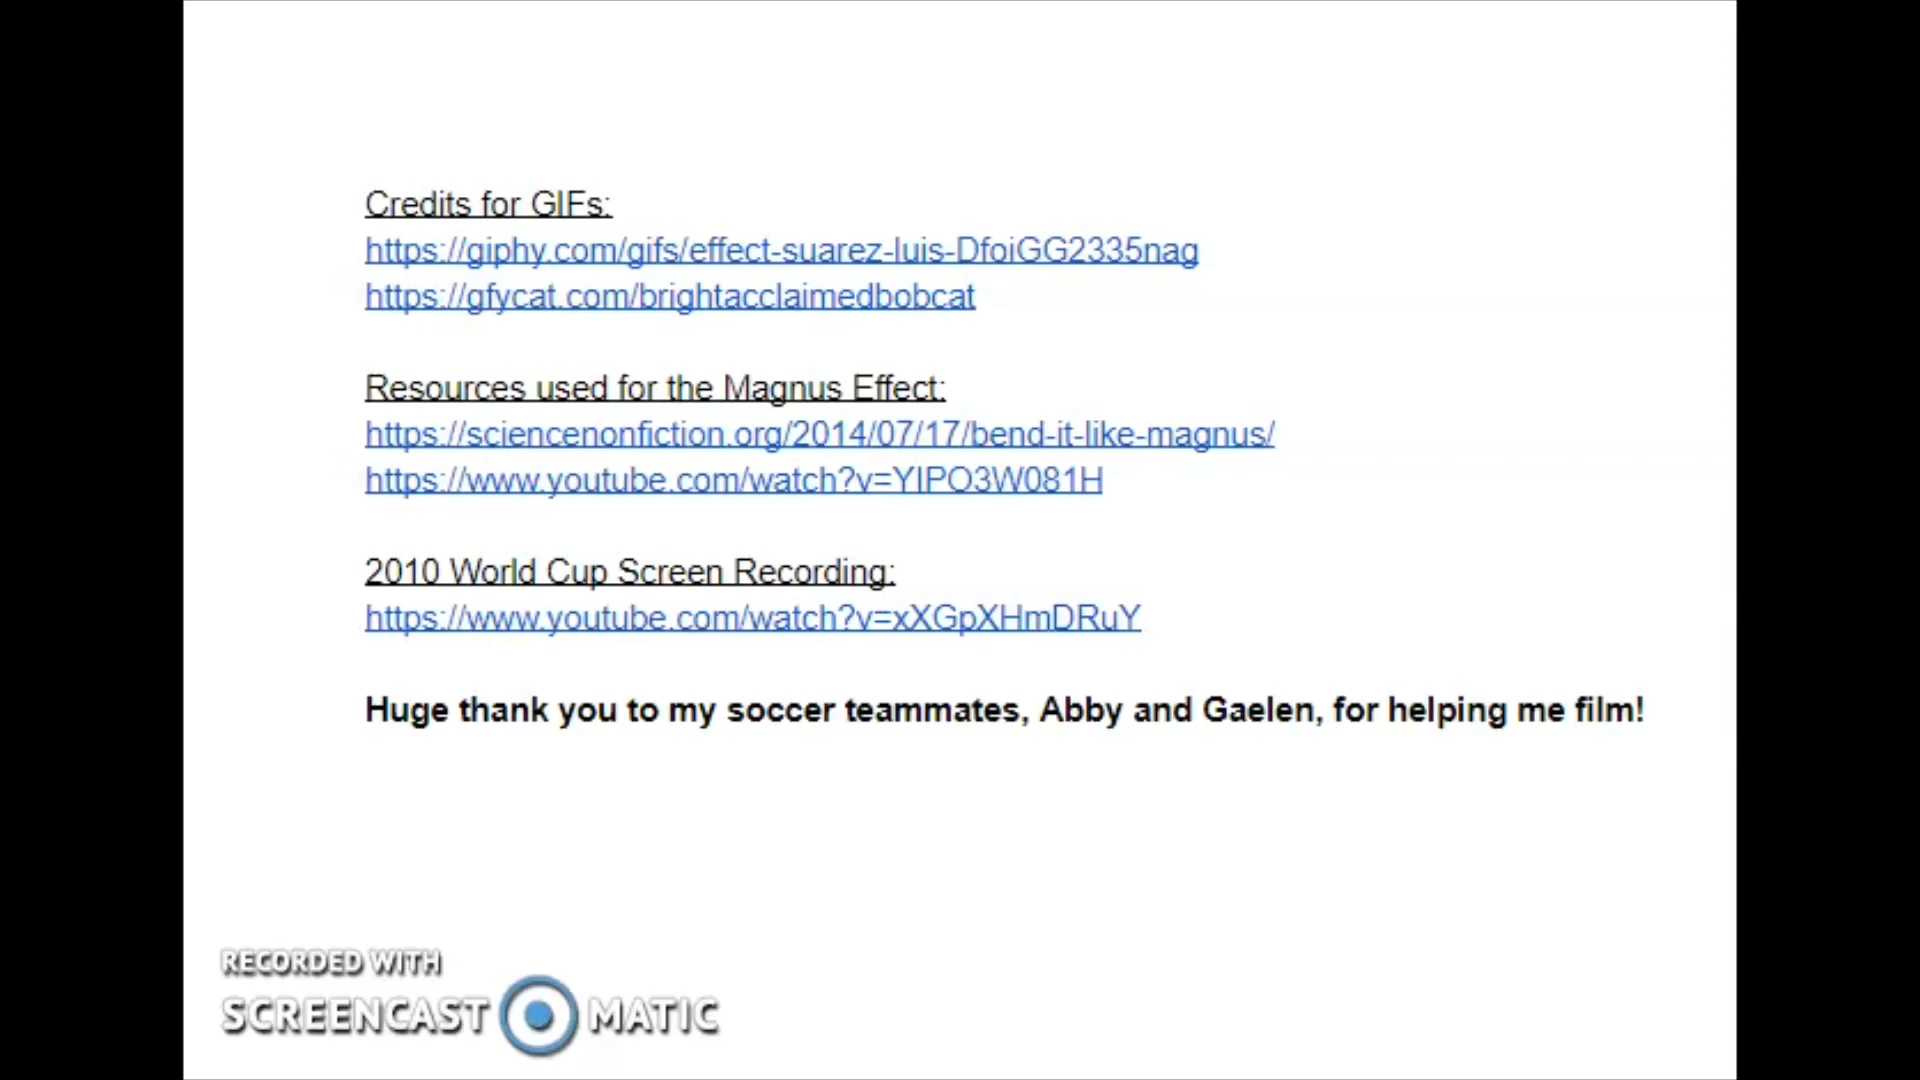 Credits for GIFs:
https://giphy.com/gifs/effect-suarez-luis-DfoiGG2335nag
https://gfycat.com/brightacclaimedbobcat
Resources used for the Magnus Effect:
https://sciencenonfiction.org/2014/07/17/bend-it-like-magnus/
https://www.youtube.com/watch?v=YIPO3W081H
2010 World Cup Screen Recording:
https://www.youtube.com/watch?v=xXGpXHmDRuY
Huge thank you to my soccer teammates, Abby and Gaelen, for helping me film!
RECORDED WITH
SCREENCAST MATIC